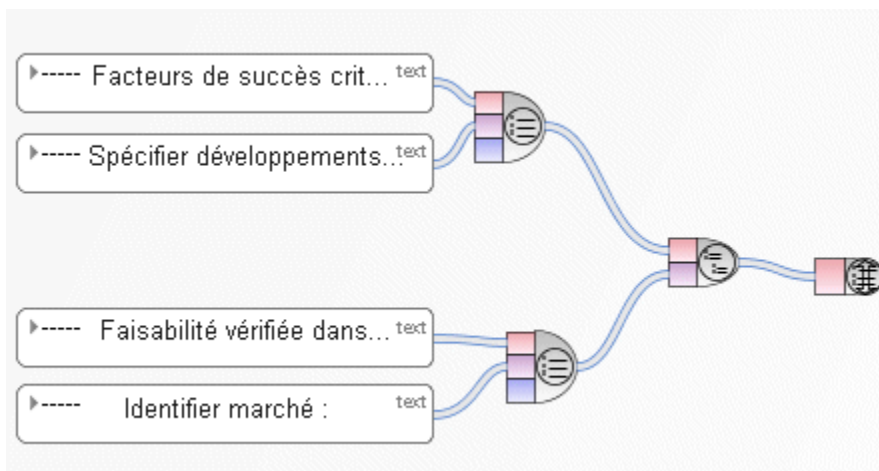 ----- Facteurs de succès crit... text
----- Spécifier développements... text
----- Faisabilité vérifiée dans... text
----- Identifier marché : text